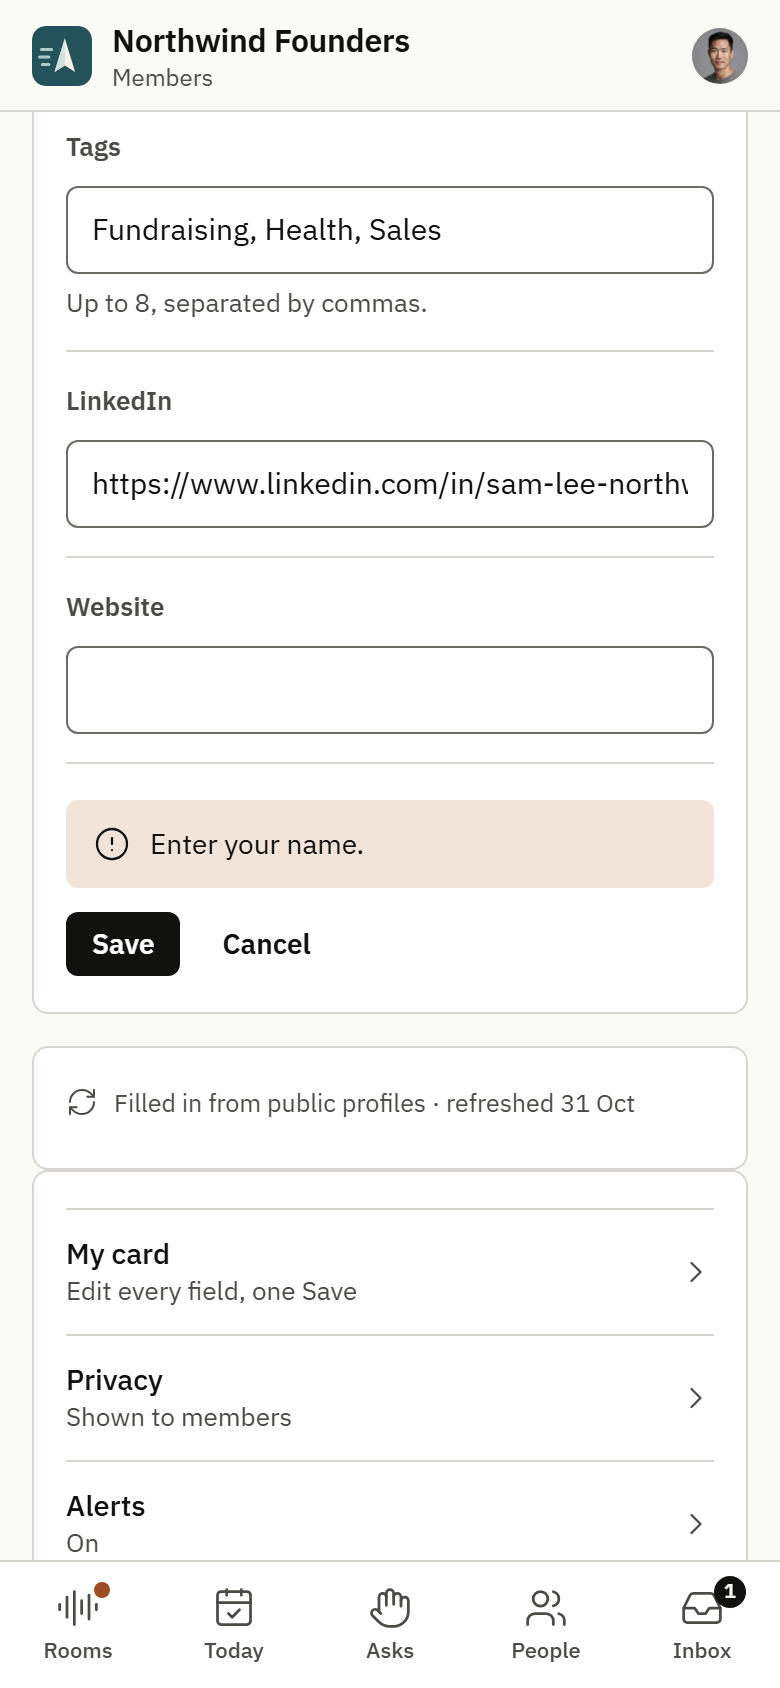 Northwind Founders
Members
Tags
Fundraising, Health, Sales
Up to 8, separated by commas.
LinkedIn
https://www.linkedin.com/in/sam-lee-north
Website
Enter your name.
Save
Cancel
Filled in from public profiles · refreshed 31 Oct
My card
Edit every field, one Save
Privacy
Shown to members
Alerts
On
1
Rooms
Today
Asks
People
Inbox